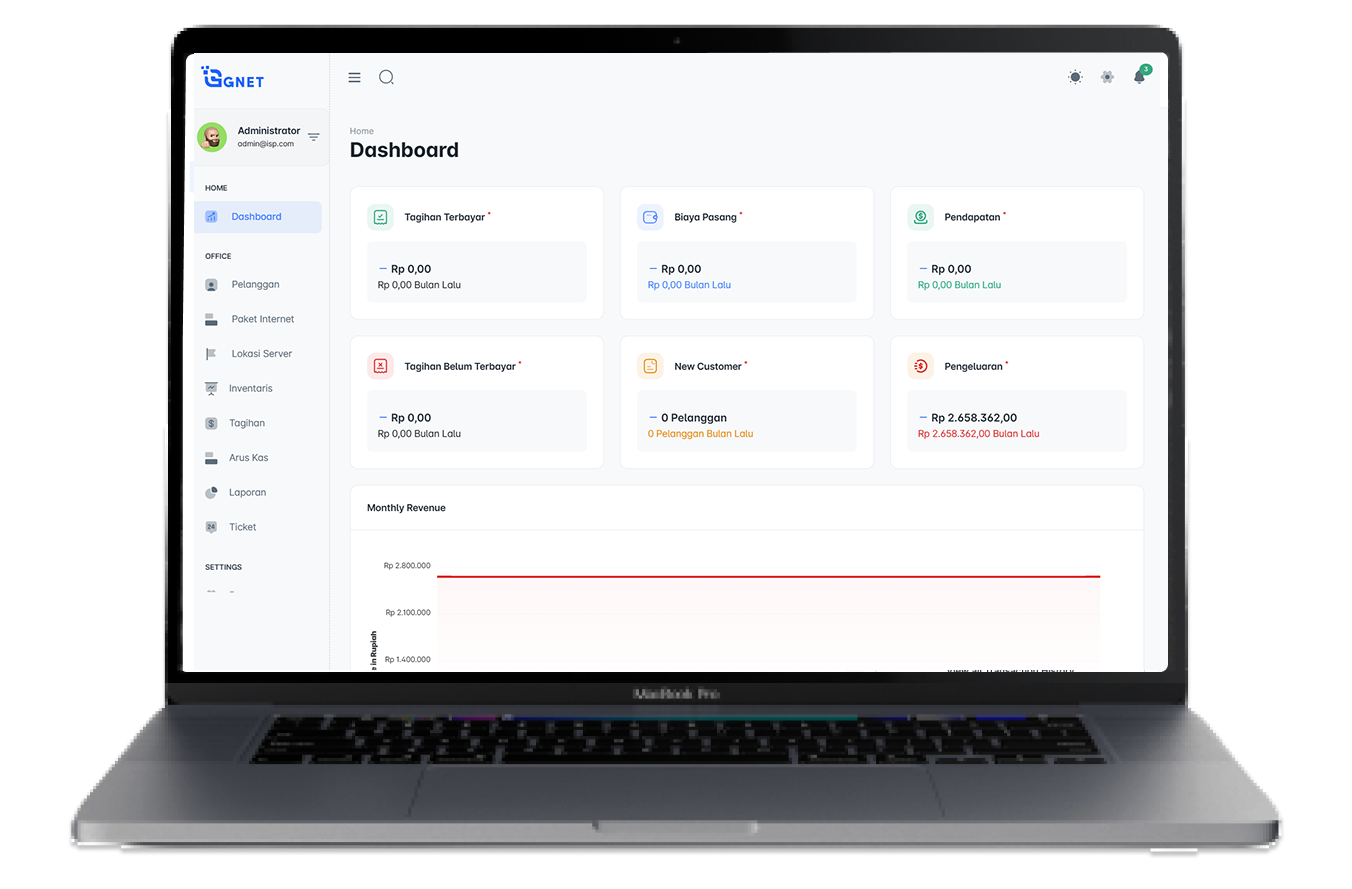 GNET
Administrator
admin@isp.com
HOME
Dashboard
OFFICE
Pelanggan
Paket Internet
Lokasi Server
Inventaris
Tagihan
Arus Kas
Laporan
24
Ticket
SETTINGS
3
Home
Dashboard
Tagihan Terbayar *
Rp 0,00
Rp 0,00 Bulan Lalu
Biaya Pasang *
Rp 0,00
Rp 0,00 Bulan Lalu
Pendapatan *
Rp 0,00
Rp 0,00 Bulan Lalu
Tagihan Belum Terbayar *
Rp 0,00
Rp 0,00 Bulan Lalu
New Customer *
0 Pelanggan
0 Pelanggan Bulan Lalu
Pengeluaran *
Rp 2.658.362,00
Rp 2.658.362,00 Bulan Lalu
Monthly Revenue
Rp 2.800.000
Rp 2.100.000
Rp 1.400.000
e in Rupiah
View all Transaction History
MacBook Pro